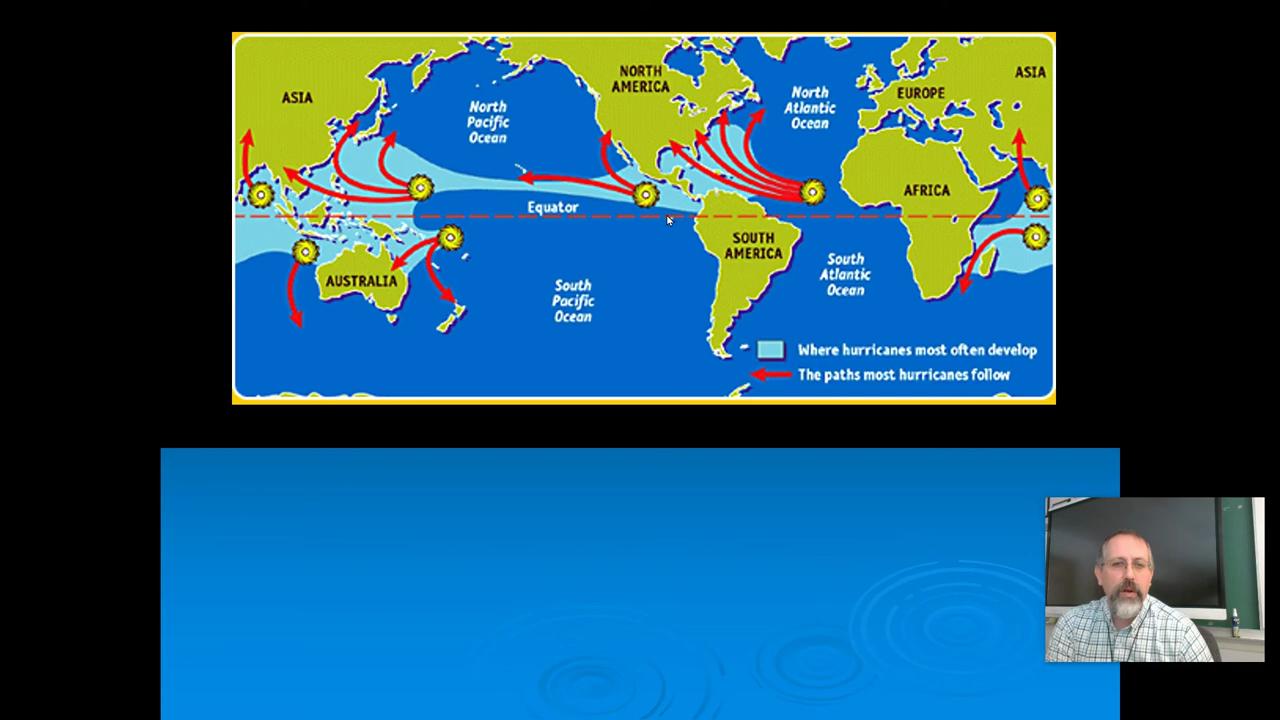 ASIA
NORTH
AMERICA
North
Pacific
Ocean
North
Atlantic
Ocean
EUROPE
ASIA
AFRICA
Equator
SOUTH
AMERICA
AUSTRALIA
South
Pacific
Ocean
South
Atlantic
Ocean
Where hurricanes most often develop
The paths most hurricanes follow